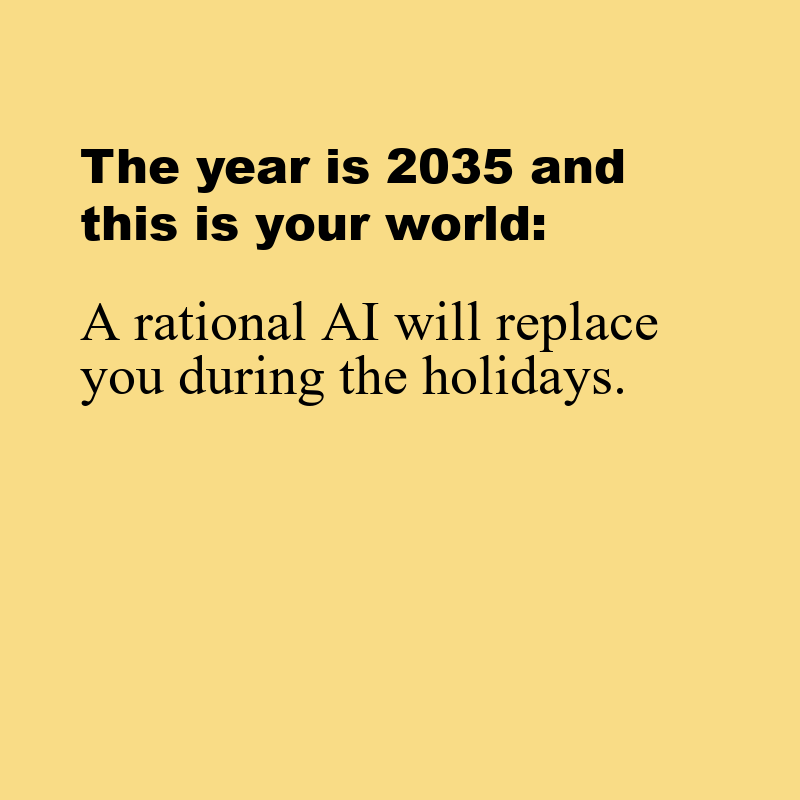 The year is 2035 and
this is your world:
A rational AI will replace
you during the holidays.